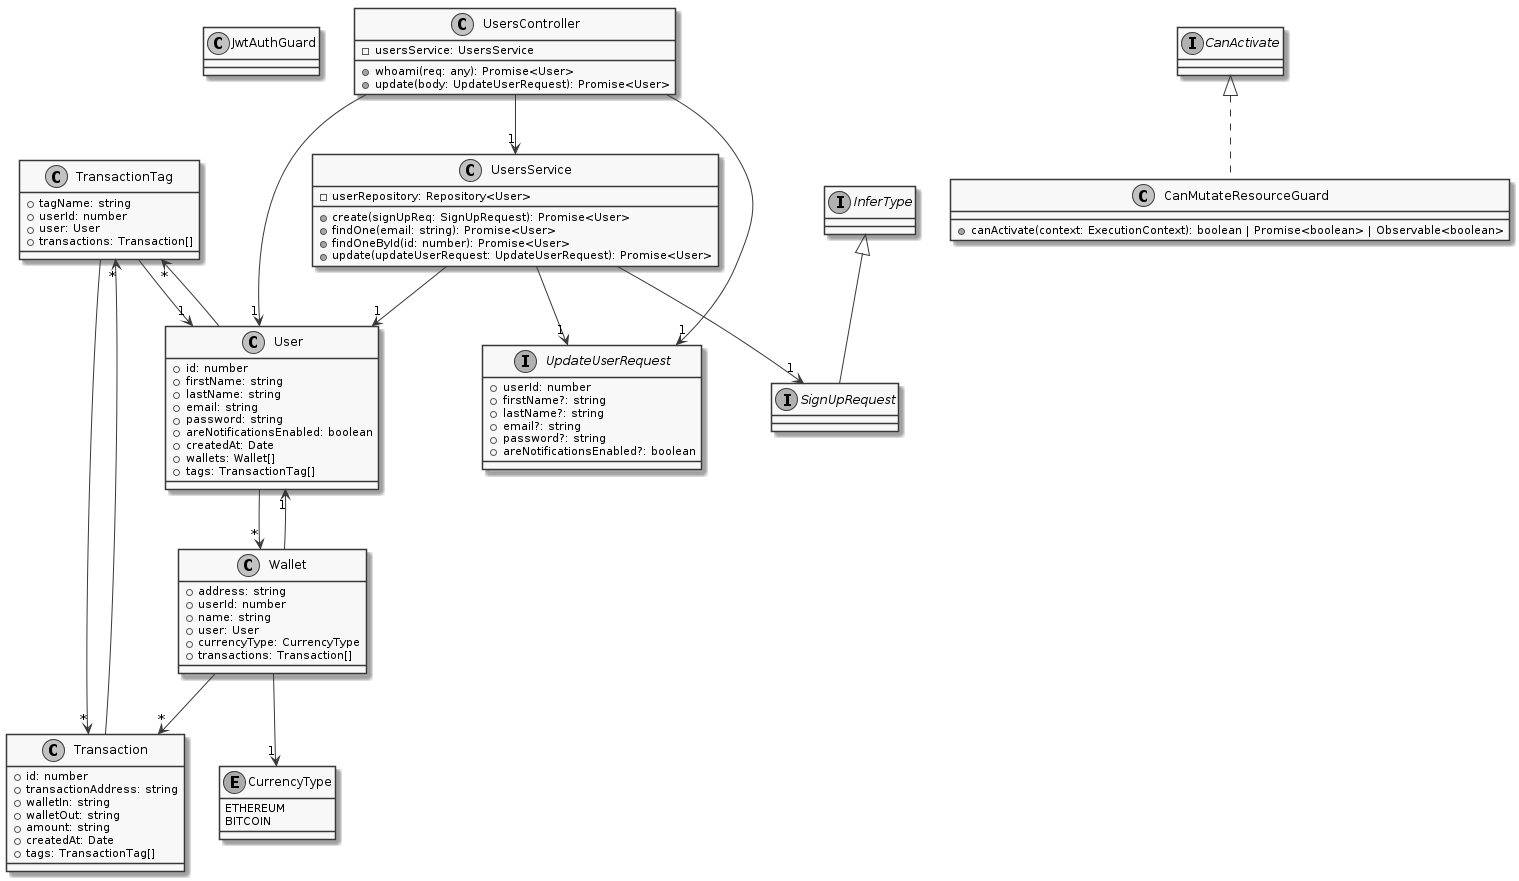 C JwtAuthGuard
C UsersController
usersService: UsersService
whoami(req: any): Promise<User>
update(body: UpdateUserRequest): Promise<User>
I CanActivate
1
C TransactionTag
tagName: string
userId: number
user: User
transactions: Transaction[]
C UsersService
userRepository: Repository<User>
create(signUpReq: SignUpRequest): Promise<User>
findOne(email: string): Promise<User>
findOneById(id: number): Promise<User>
update(updateUserRequest: UpdateUserRequest): Promise<User>
I InferType
C CanMutateResourceGuard
canActivate(context: ExecutionContext): boolean | Promise<boolean> | Observable<boolean>
* *
1 1 1 1 1
1
C User
id: number
firstName: string
lastName: string
email: string
password: string
areNotificationsEnabled: boolean
createdAt: Date
wallets: Wallet[]
tags: TransactionTag[]
I UpdateUserRequest
userId: number
firstName?: string
lastName?: string
email?: string
password?: string
areNotificationsEnabled?: boolean
I SignUpRequest
1
*
C Wallet
address: string
userId: number
name: string
user: User
currencyType: CurrencyType
transactions: Transaction[]
* *
1
C Transaction
id: number
transactionAddress: string
walletIn: string
walletOut: string
amount: string
createdAt: Date
tags: TransactionTag[]
E CurrencyType
ETHEREUM
BITCOIN